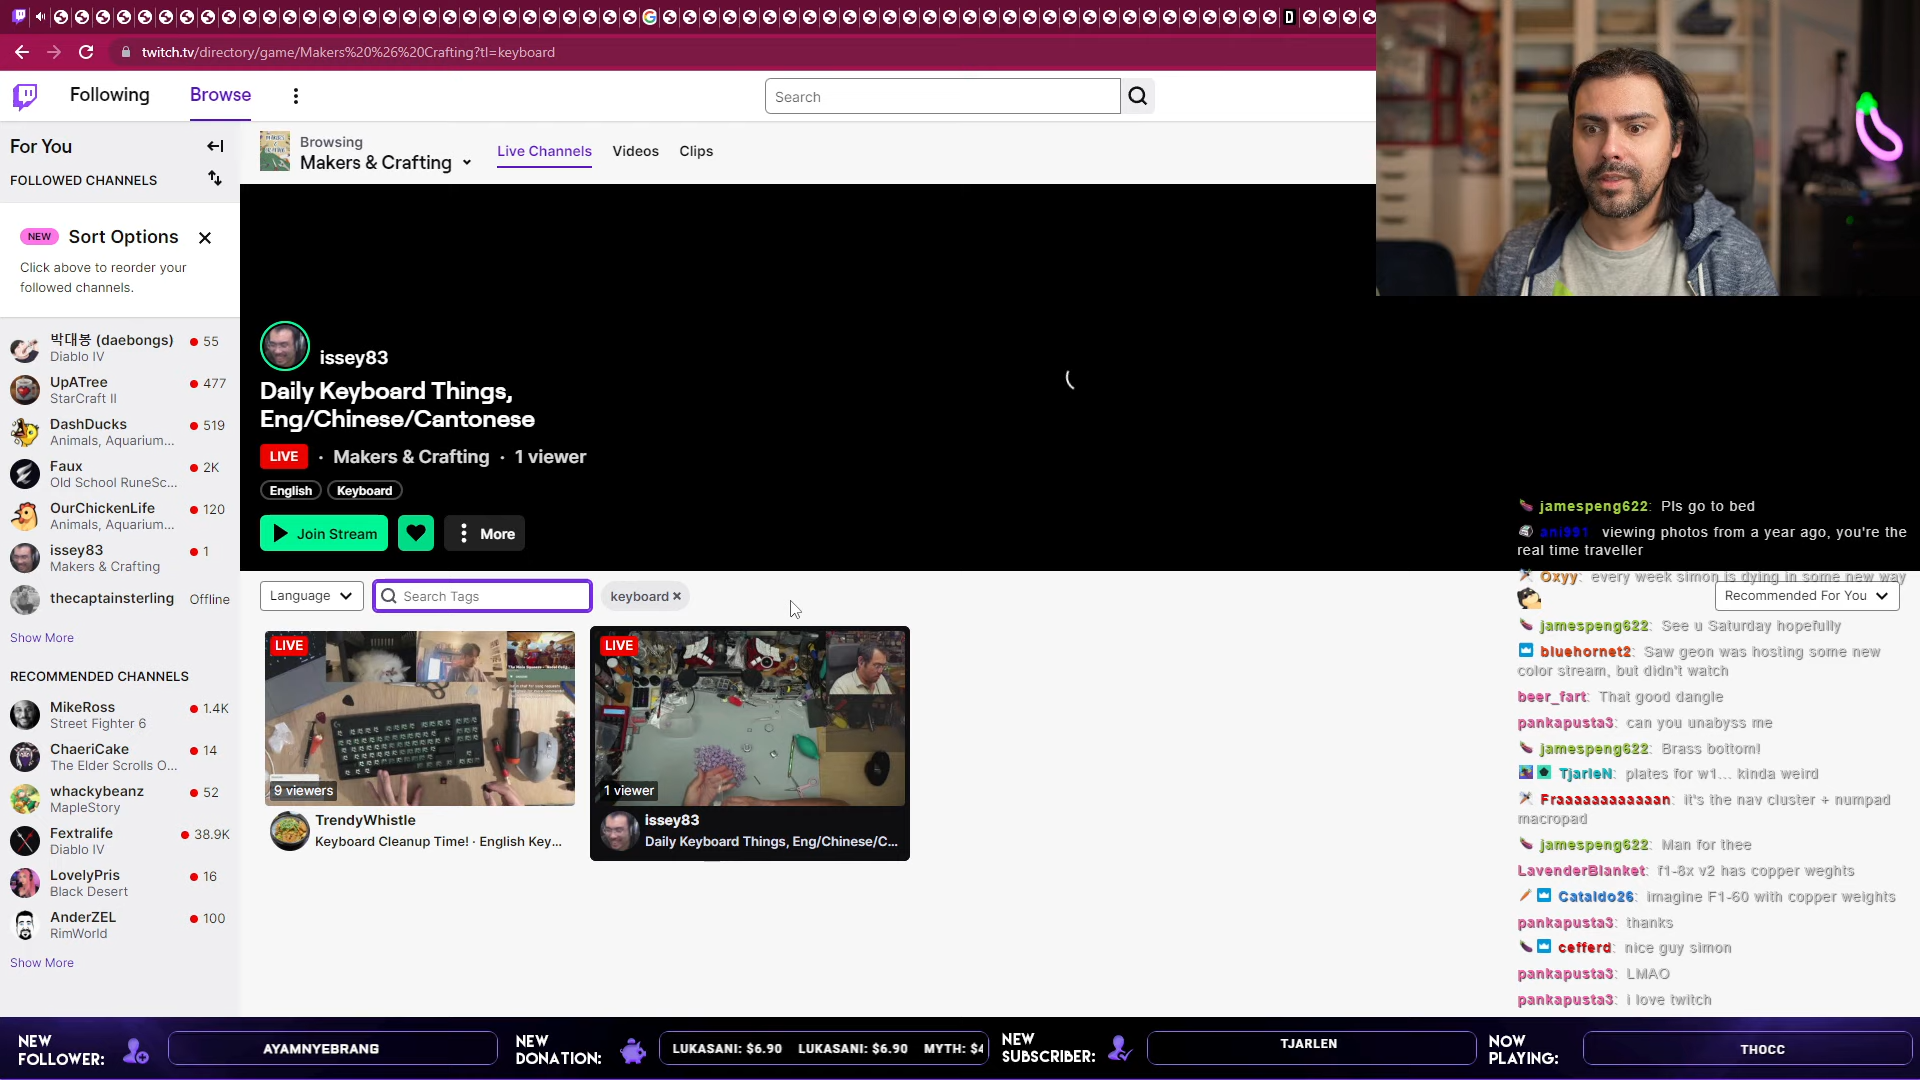 twitch.tv/directory/game/Makers%20%26%20Crafting?tl=keyboard
Following
Browse
Search
For You
FOLLOWED CHANNELS
NEW Sort Options
Click above to reorder your
followed channels.
박대봉 (daebongs) 55
Diablo IV
UpATree 477
StarCraft II
DashDucks 519
Animals, Aquarium...
Faux 2K
Old School RuneSc...
OurChickenLife 120
Animals, Aquarium...
issey83 1
Makers & Crafting
thecaptainsterling Offline
Show More
RECOMMENDED CHANNELS
MikeRoss 1.4K
Street Fighter 6
ChaeriCake 14
The Elder Scrolls O...
whackybeanz 52
MapleStory
Fextralife 38.9K
Diablo IV
LovelyPris 16
Black Desert
AnderZEL 100
RimWorld
Show More
Browsing
Makers & Crafting
Live Channels
Videos
Clips
issey83
Daily Keyboard Things,
Eng/Chinese/Cantonese
LIVE · Makers & Crafting · 1 viewer
English Keyboard
Join Stream
More
Language
Search Tags
keyboard
Recommended For You
LIVE
9 viewers
TrendyWhistle
Keyboard Cleanup Time! · English Key...
LIVE
1 viewer
issey83
Daily Keyboard Things, Eng/Chinese/C...
jamespeng622: Pls go to bed
ani991 viewing photos from a year ago, you're the
real time traveller
Oxyy: every week simon is dying in some new way
jamespeng622: See u Saturday hopefully
bluehornet2: Saw geon was hosting some new
color stream, but didn't watch
beer_fart: That good dangle
pankapusta3: can you unabyss me
jamespeng622: Brass bottom!
TjarleN: plates for w1... kinda weird
Fraaaaaaaaaaaan: It's the nav cluster + numpad
macropad
jamespeng622: Man for thee
LavenderBlanket: f1-8x v2 has copper weghts
Cataldo26: imagine F1-60 with copper weights
pankapusta3: thanks
cefferd: nice guy simon
pankapusta3: LMAO
pankapusta3: i love twitch
NEW
FOLLOWER:
AYAMNYEBRANG
NEW
DONATION:
LUKASANI: $6.90 LUKASANI: $6.90 MYTH: $4
NEW
SUBSCRIBER:
TJARLEN
NOW
PLAYING:
THOCC